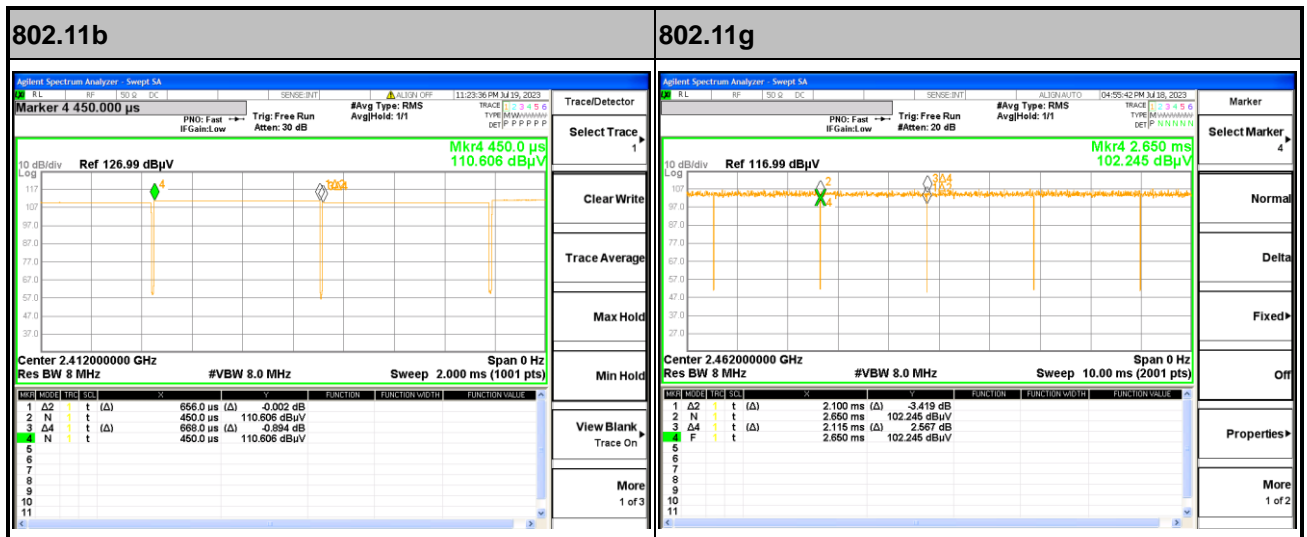 802.11b
Agilent Spectrum Analyzer - Swept SA
RL RF 50 Ω DC SENSE:INT ALIGN OFF 11:23:36 PM Jul 19, 2023
Marker 4 450.000 µs
#Avg Type: RMS
TRACE 1 2 3 4 5 6
PNO: Fast
IFGain:Low
Trig: Free Run
Atten: 30 dB
Avg|Hold: 1/1
TYPE
DET P P P P P P
Mkr4 450.0 µs
110.606 dBµV
10 dB/div
Log
Ref 126.99 dBµV
117
107
97.0
87.0
77.0
67.0
57.0
47.0
37.0
4
Center 2.412000000 GHz
Span 0 Hz
Res BW 8 MHz
#VBW 8.0 MHz
Sweep 2.000 ms (1001 pts)
MKR MODE TRC SCL X Y FUNCTION FUNCTION WIDTH FUNCTION VALUE
1 Δ2 1 t (Δ) 656.0 µs (Δ) -0.002 dB
2 N 1 t 450.0 µs 110.606 dBµV
3 Δ4 1 t (Δ) 668.0 µs (Δ) -0.894 dB
4 N 1 t 450.0 µs 110.606 dBµV
5
6
7
8
9
10
11
Trace/Detector
Select Trace
1
Clear Write
Trace Average
Max Hold
Min Hold
View Blank
Trace On
More
1 of 3
802.11g
Agilent Spectrum Analyzer - Swept SA
RL RF 50 Ω DC SENSE:INT ALIGN AUTO 04:55:42 PM Jul 18, 2023
#Avg Type: RMS
TRACE 1 2 3 4 5 6
PNO: Fast
IFGain:Low
Trig: Free Run
#Atten: 20 dB
Avg|Hold: 1/1
TYPE
DET P N N N N N
Mkr4 2.650 ms
102.245 dBµV
10 dB/div
Log
Ref 116.99 dBµV
107
97.0
87.0
77.0
67.0
57.0
47.0
37.0
27.0
2
4
3Δ4
1Δ2
Center 2.462000000 GHz
Span 0 Hz
Res BW 8 MHz
#VBW 8.0 MHz
Sweep 10.00 ms (2001 pts)
MKR MODE TRC SCL X Y FUNCTION FUNCTION WIDTH FUNCTION VALUE
1 Δ2 1 t (Δ) 2.100 ms (Δ) -3.419 dB
2 N 1 t 2.650 ms 102.245 dBµV
3 Δ4 1 t (Δ) 2.115 ms (Δ) 2.567 dB
4 F 1 t 2.650 ms 102.245 dBµV
5
6
7
8
9
10
11
Marker
Select Marker
4
Normal
Delta
Fixed
Off
Properties
More
1 of 2